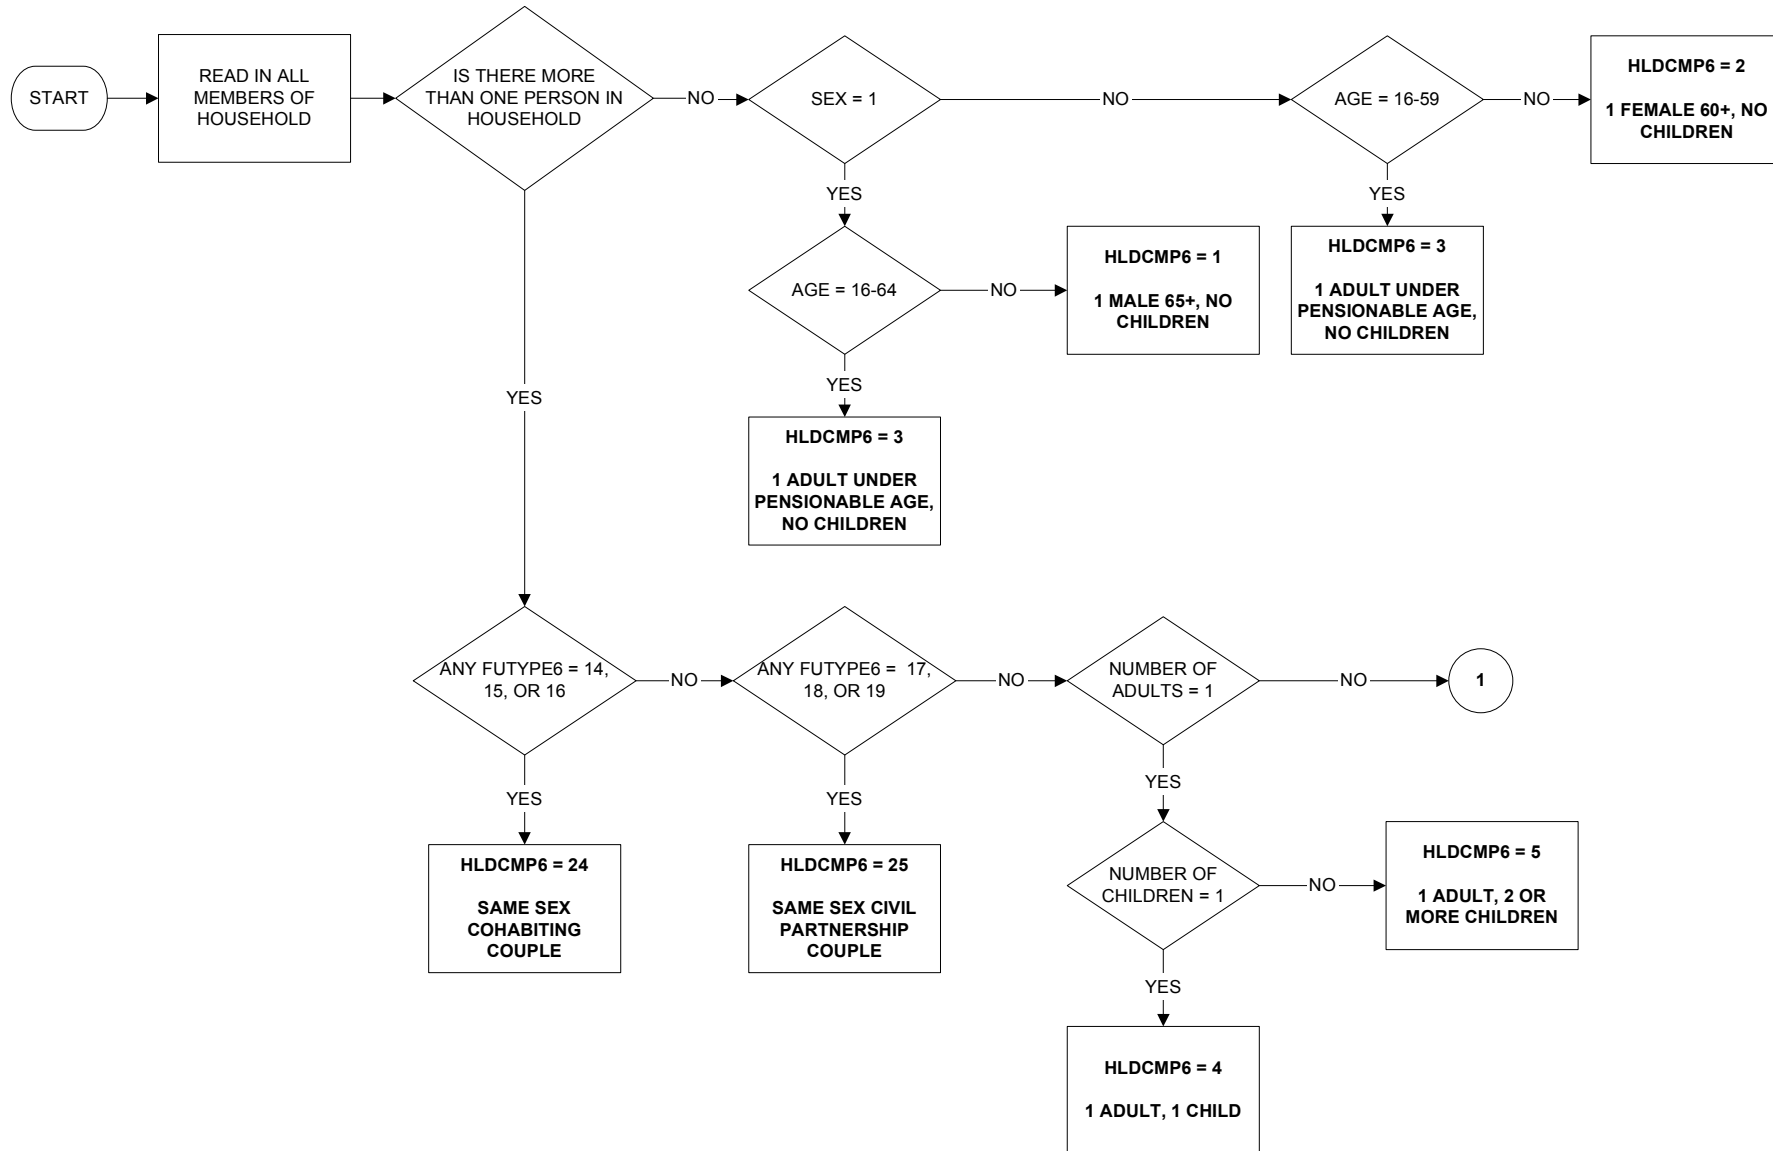 START
READ IN ALL
MEMBERS OF
HOUSEHOLD
IS THERE MORE
THAN ONE PERSON IN
HOUSEHOLD
NO
SEX = 1
NO
AGE = 16-59
NO
HLDCMP6 = 2
1 FEMALE 60+, NO
CHILDREN
YES
YES
AGE = 16-64
NO
HLDCMP6 = 1
1 MALE 65+, NO
CHILDREN
HLDCMP6 = 3
1 ADULT UNDER
PENSIONABLE AGE,
NO CHILDREN
YES
YES
HLDCMP6 = 3
1 ADULT UNDER
PENSIONABLE AGE,
NO CHILDREN
ANY FUTYPE6 = 14,
15, OR 16
NO
ANY FUTYPE6 =  17,
18, OR 19
NO
NUMBER OF
ADULTS = 1
NO
1
YES
YES
YES
HLDCMP6 = 24
SAME SEX
COHABITING
COUPLE
HLDCMP6 = 25
SAME SEX CIVIL
PARTNERSHIP
COUPLE
NUMBER OF
CHILDREN = 1
NO
HLDCMP6 = 5
1 ADULT, 2 OR
MORE CHILDREN
YES
HLDCMP6 = 4
1 ADULT, 1 CHILD